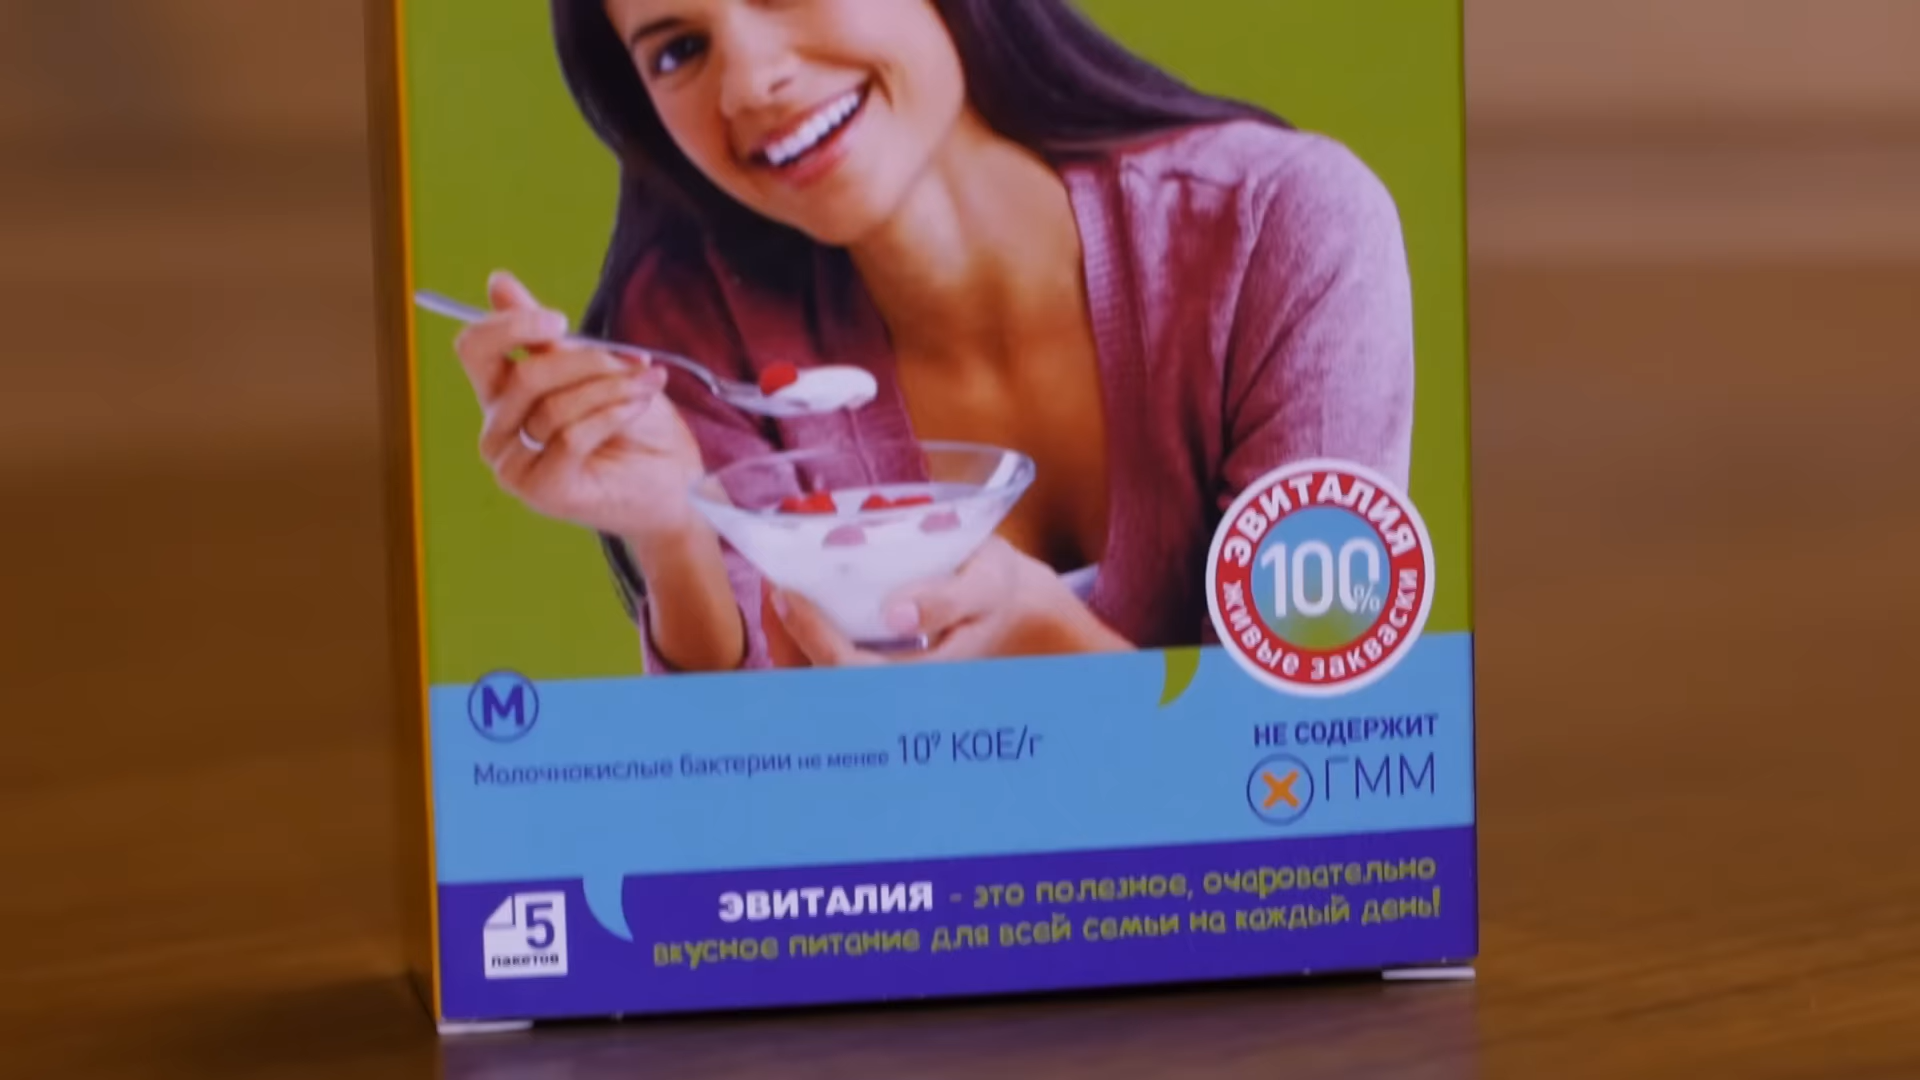 ЭВИТАЛИЯ
100%
живые закваски
М
Молочнокислые бактерии не менее 10⁹ КОЕ/г
НЕ СОДЕРЖИТ
ГММ
5
пакетов
ЭВИТАЛИЯ - это полезное, очаровательно
вкусное питание для всей семьи на каждый день!